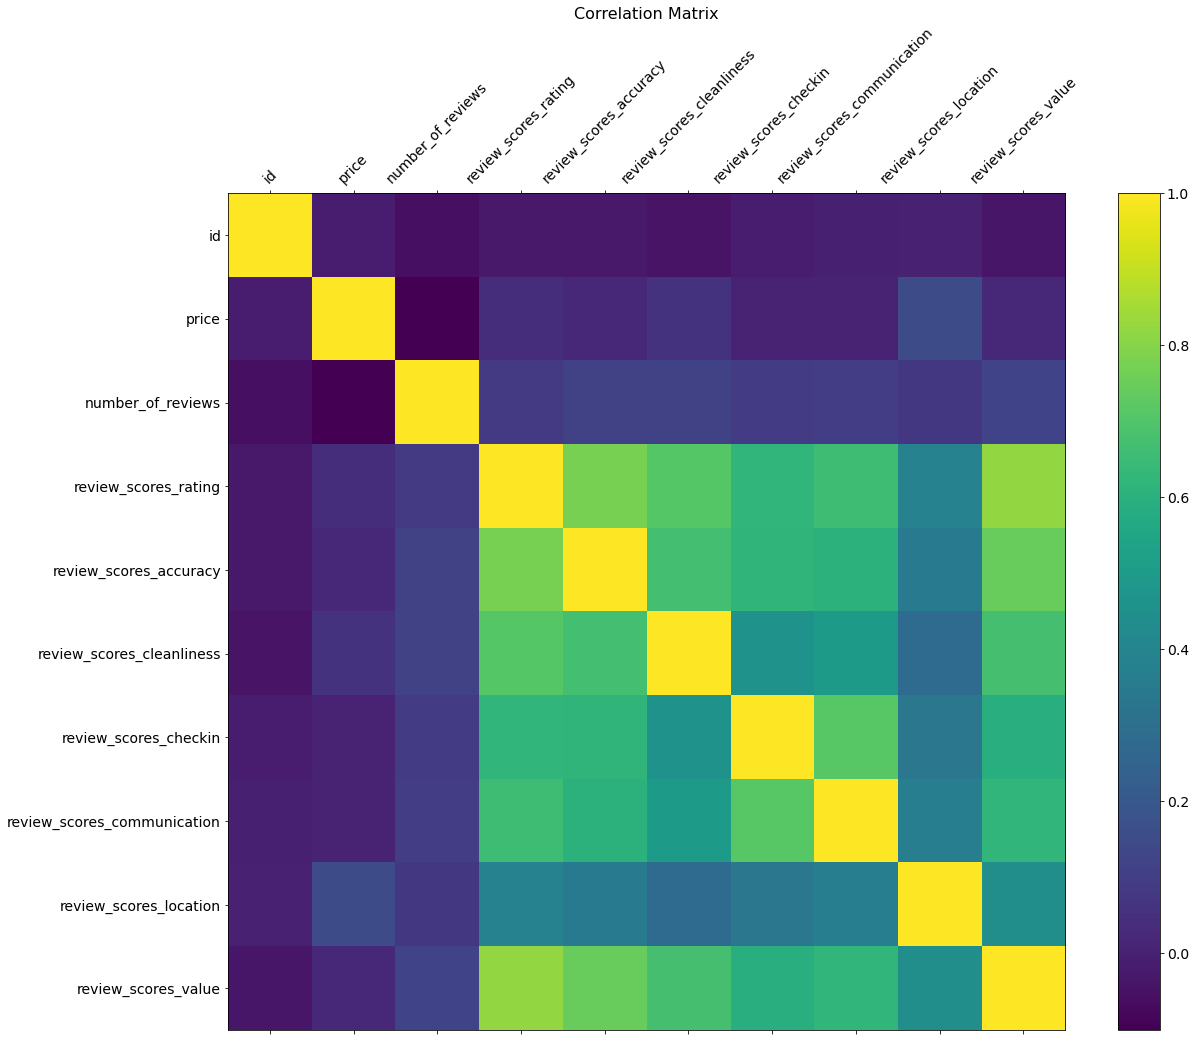 Correlation Matrix
id
price
number_of_reviews
review_scores_rating
review_scores_accuracy
review_scores_cleanliness
review_scores_checkin
review_scores_communication
review_scores_location
review_scores_value
id
price
number_of_reviews
review_scores_rating
review_scores_accuracy
review_scores_cleanliness
review_scores_checkin
review_scores_communication
review_scores_location
review_scores_value
1.0
0.8
0.6
0.4
0.2
0.0